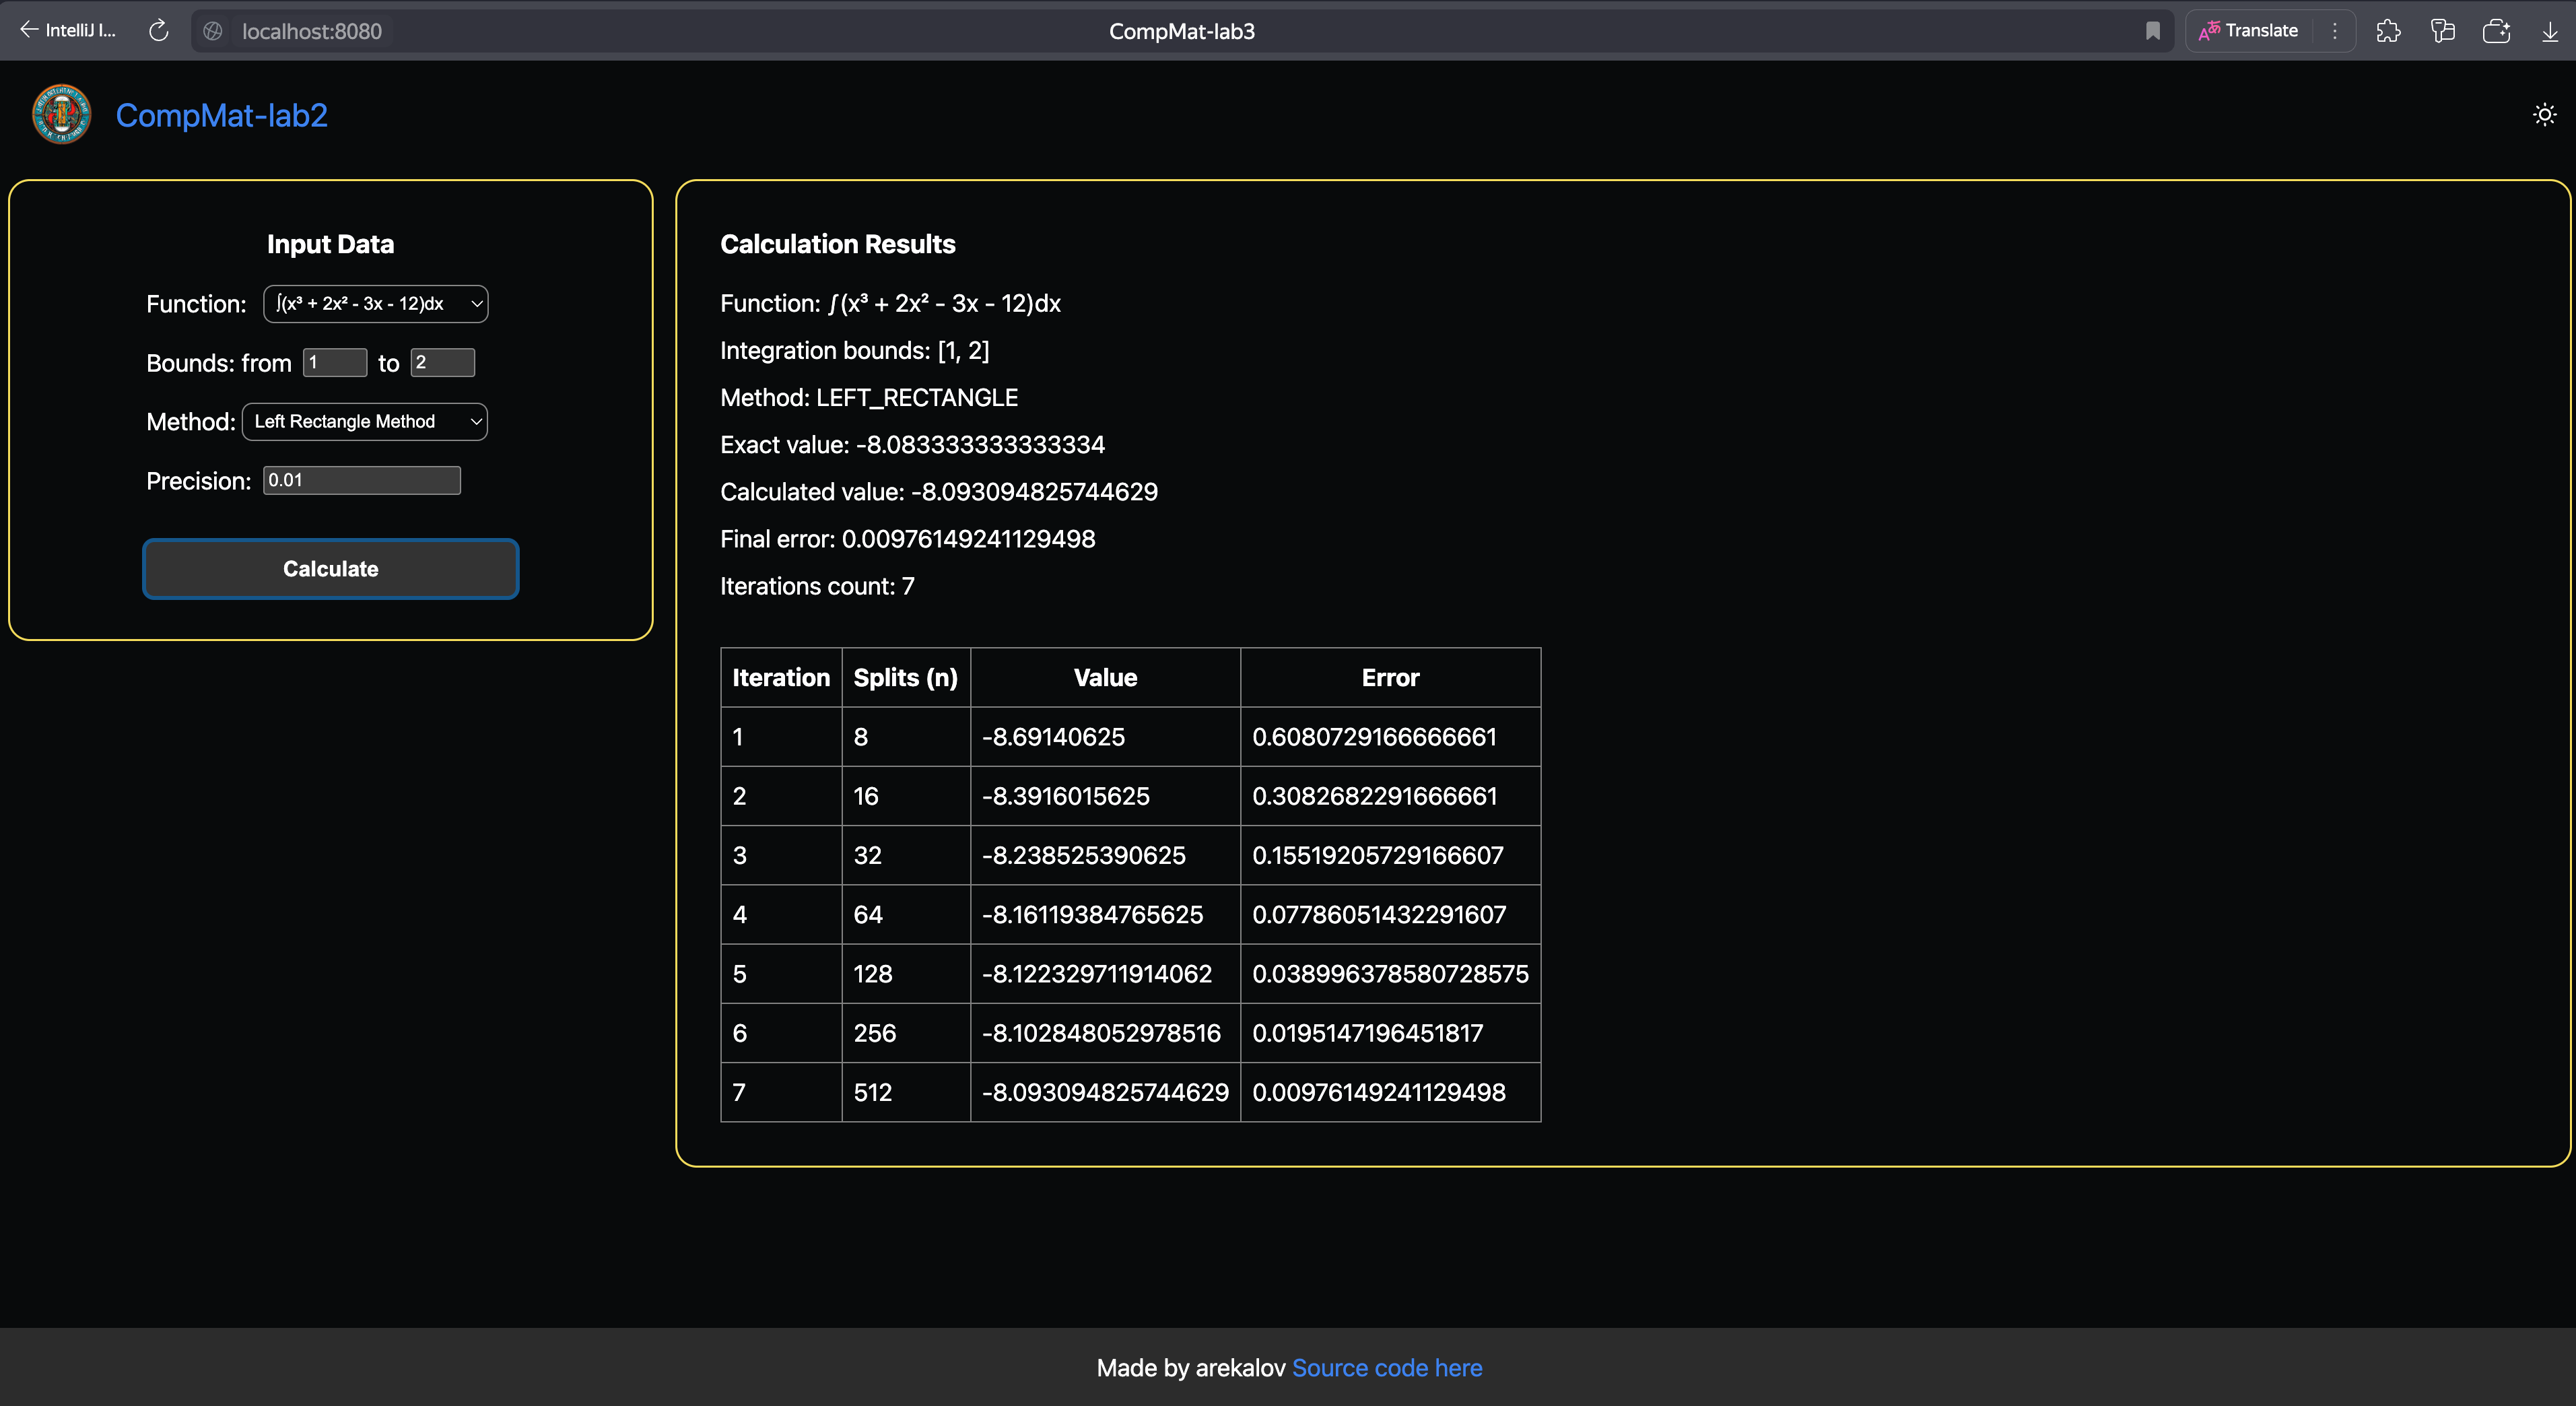 IntelliJ I...
localhost:8080
CompMat-lab3
Translate
CompMat-lab2
Input Data
Function: ∫(x³ + 2x² - 3x - 12)dx
Bounds: from 1 to 2
Method: Left Rectangle Method
Precision: 0.01
Calculate
Calculation Results
Function: ∫(x³ + 2x² - 3x - 12)dx
Integration bounds: [1, 2]
Method: LEFT_RECTANGLE
Exact value: -8.083333333333334
Calculated value: -8.093094825744629
Final error: 0.00976149241129498
Iterations count: 7
Iteration Splits (n) Value Error
1 8 -8.69140625 0.6080729166666661
2 16 -8.3916015625 0.3082682291666661
3 32 -8.238525390625 0.15519205729166607
4 64 -8.16119384765625 0.07786051432291607
5 128 -8.122329711914062 0.038996378580728575
6 256 -8.102848052978516 0.0195147196451817
7 512 -8.093094825744629 0.00976149241129498
Made by arekalov Source code here